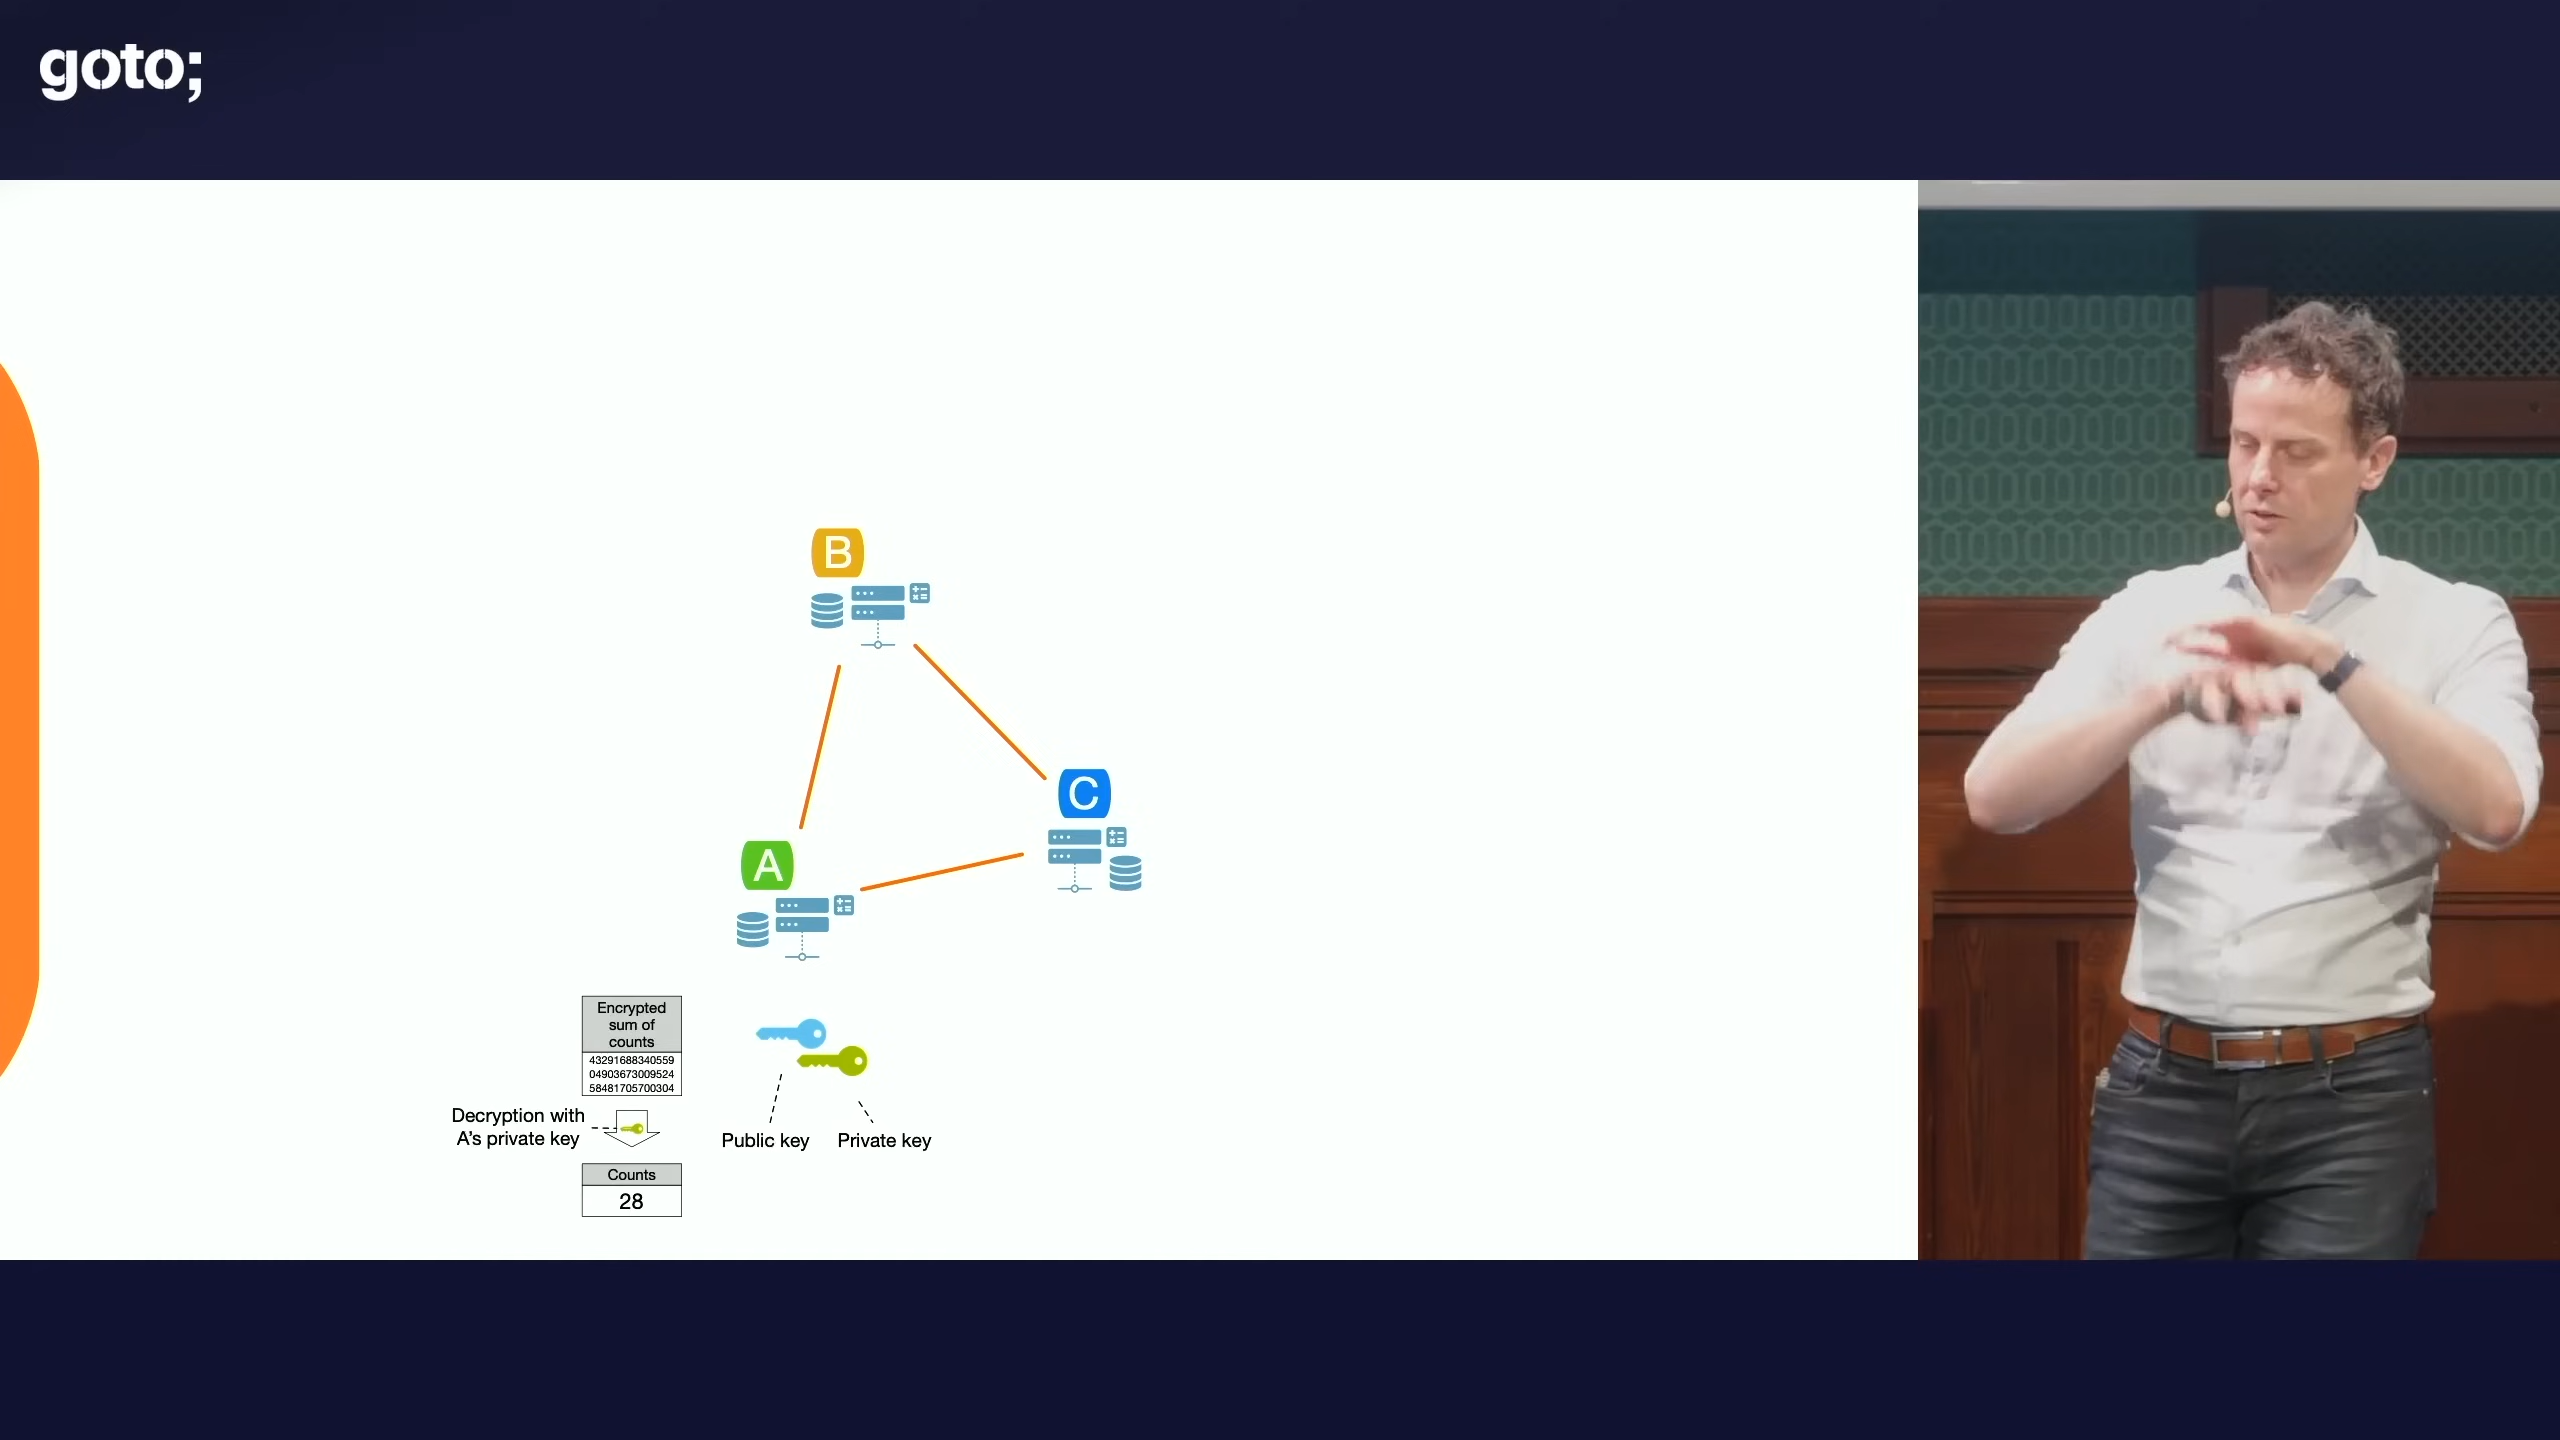 goto;
B
C
A
Encrypted
sum of
counts
43291688340559
04903673009524
58481705700304
Decryption with
A's private key
Public key
Private key
Counts
28